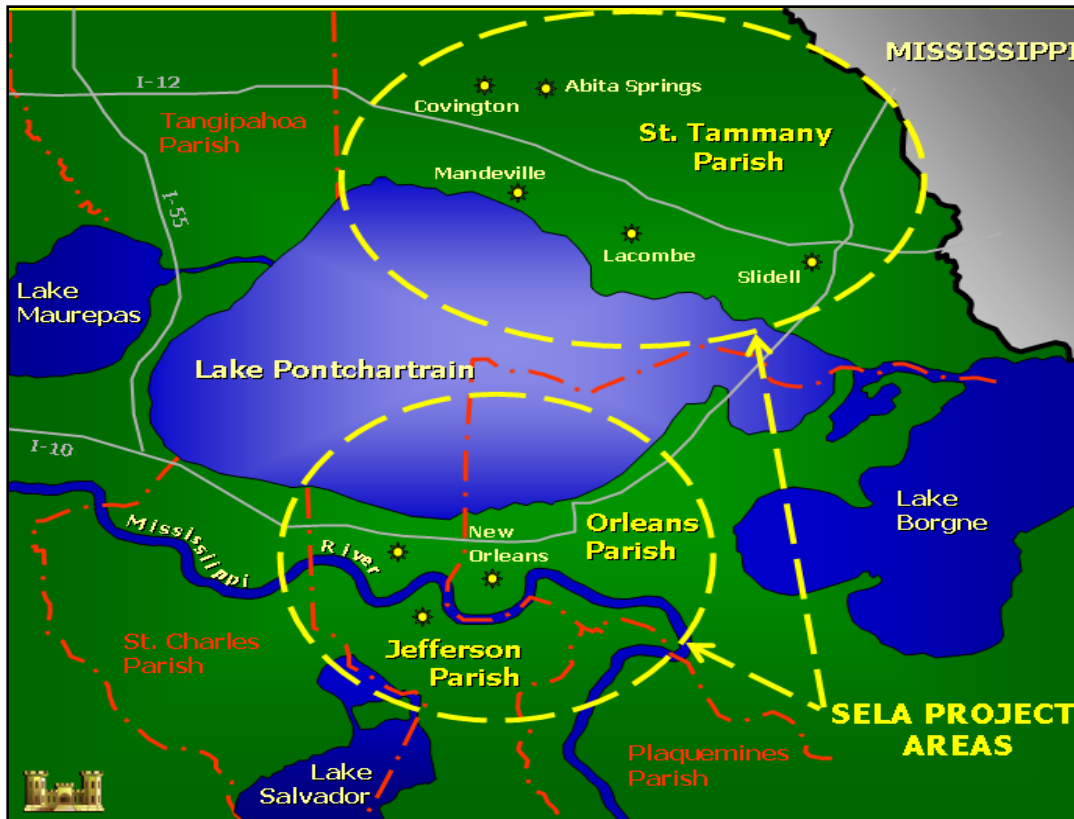 MISSISSIPPI
I-12
Covington
Abita Springs
Tangipahoa
Parish
St. Tammany
Parish
Mandeville
I-55
Lacombe
Slidell
Lake
Maurepas
Lake Pontchartrain
I-10
Mississippi
River
New
Orleans
Orleans
Parish
Lake
Borgne
St. Charles
Parish
Jefferson
Parish
SELA PROJECT
AREAS
Plaquemines
Parish
Lake
Salvador